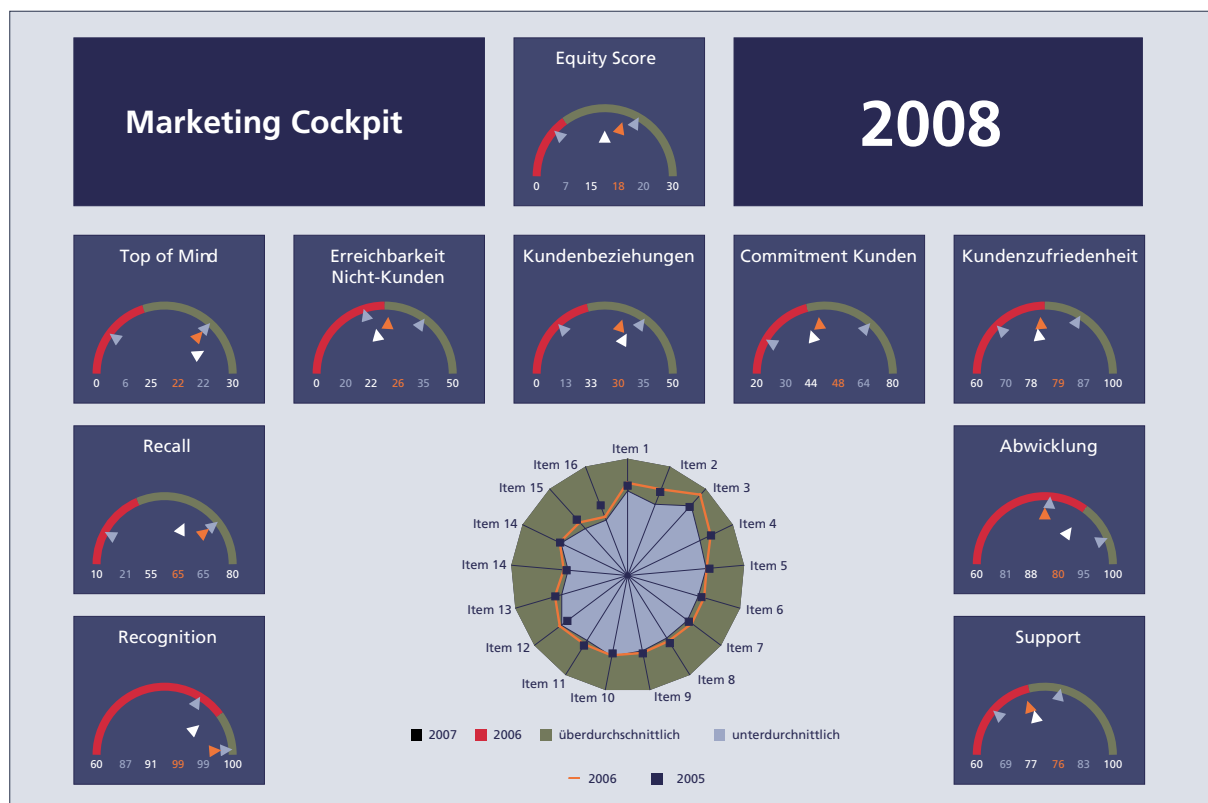 Marketing Cockpit
Equity Score
0 7 15 18 20 30
2008
Top of Mind
0 6 25 22 22 30
Erreichbarkeit
Nicht-Kunden
0 20 22 26 35 50
Kundenbeziehungen
0 13 33 30 35 50
Commitment Kunden
20 30 44 48 64 80
Kundenzufriedenheit
60 70 78 79 87 100
Recall
10 21 55 65 65 80
Item 1
Item 2
Item 3
Item 4
Item 5
Item 6
Item 7
Item 8
Item 9
Item 10
Item 11
Item 12
Item 13
Item 14
Item 14
Item 15
Item 16
Abwicklung
60 81 88 80 95 100
Recognition
60 87 91 99 99 100
2007 2006 überdurchschnittlich unterdurchschnittlich
2006 2005
Support
60 69 77 76 83 100